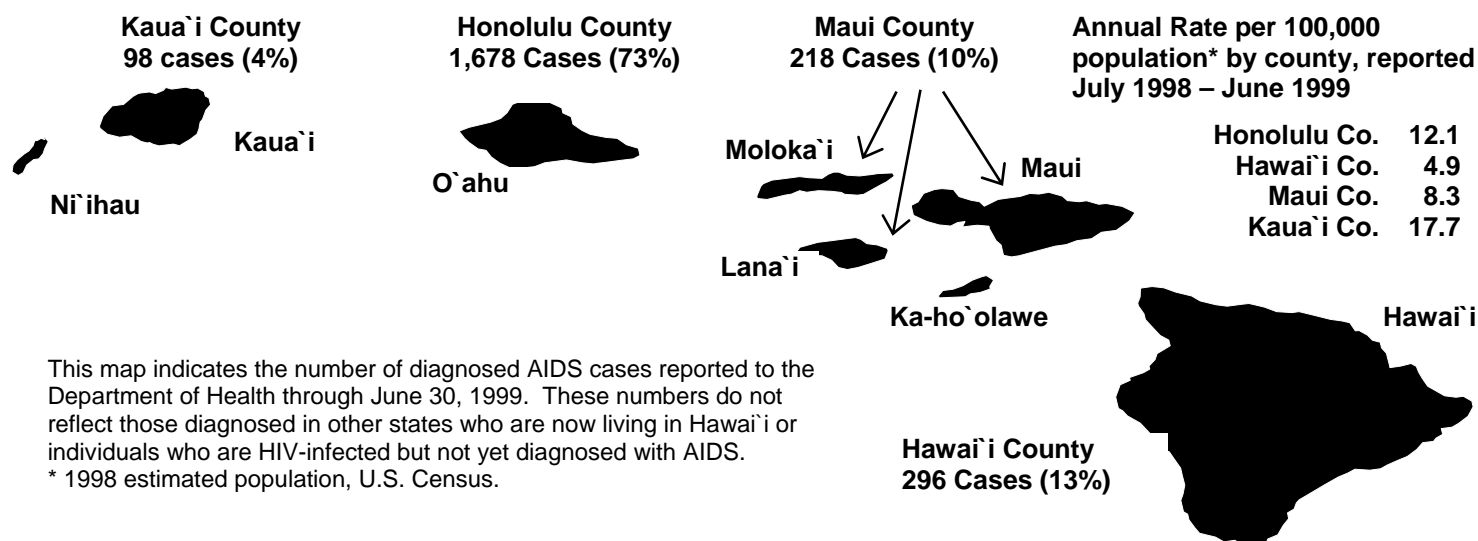 Kaua`i County
98 cases (4%)
Honolulu County
1,678 Cases (73%)
Maui County
218 Cases (10%)
Annual Rate per 100,000
population* by county, reported
July 1998 – June 1999
Honolulu Co. 12.1
Hawai`i Co. 4.9
Maui Co. 8.3
Kaua`i Co. 17.7
Kaua`i
Ni`ihau
O`ahu
Moloka`i
Maui
Lana`i
Ka-ho`olawe
Hawai`i
This map indicates the number of diagnosed AIDS cases reported to the
Department of Health through June 30, 1999. These numbers do not
reflect those diagnosed in other states who are now living in Hawai`i or
individuals who are HIV-infected but not yet diagnosed with AIDS.
* 1998 estimated population, U.S. Census.
Hawai`i County
296 Cases (13%)